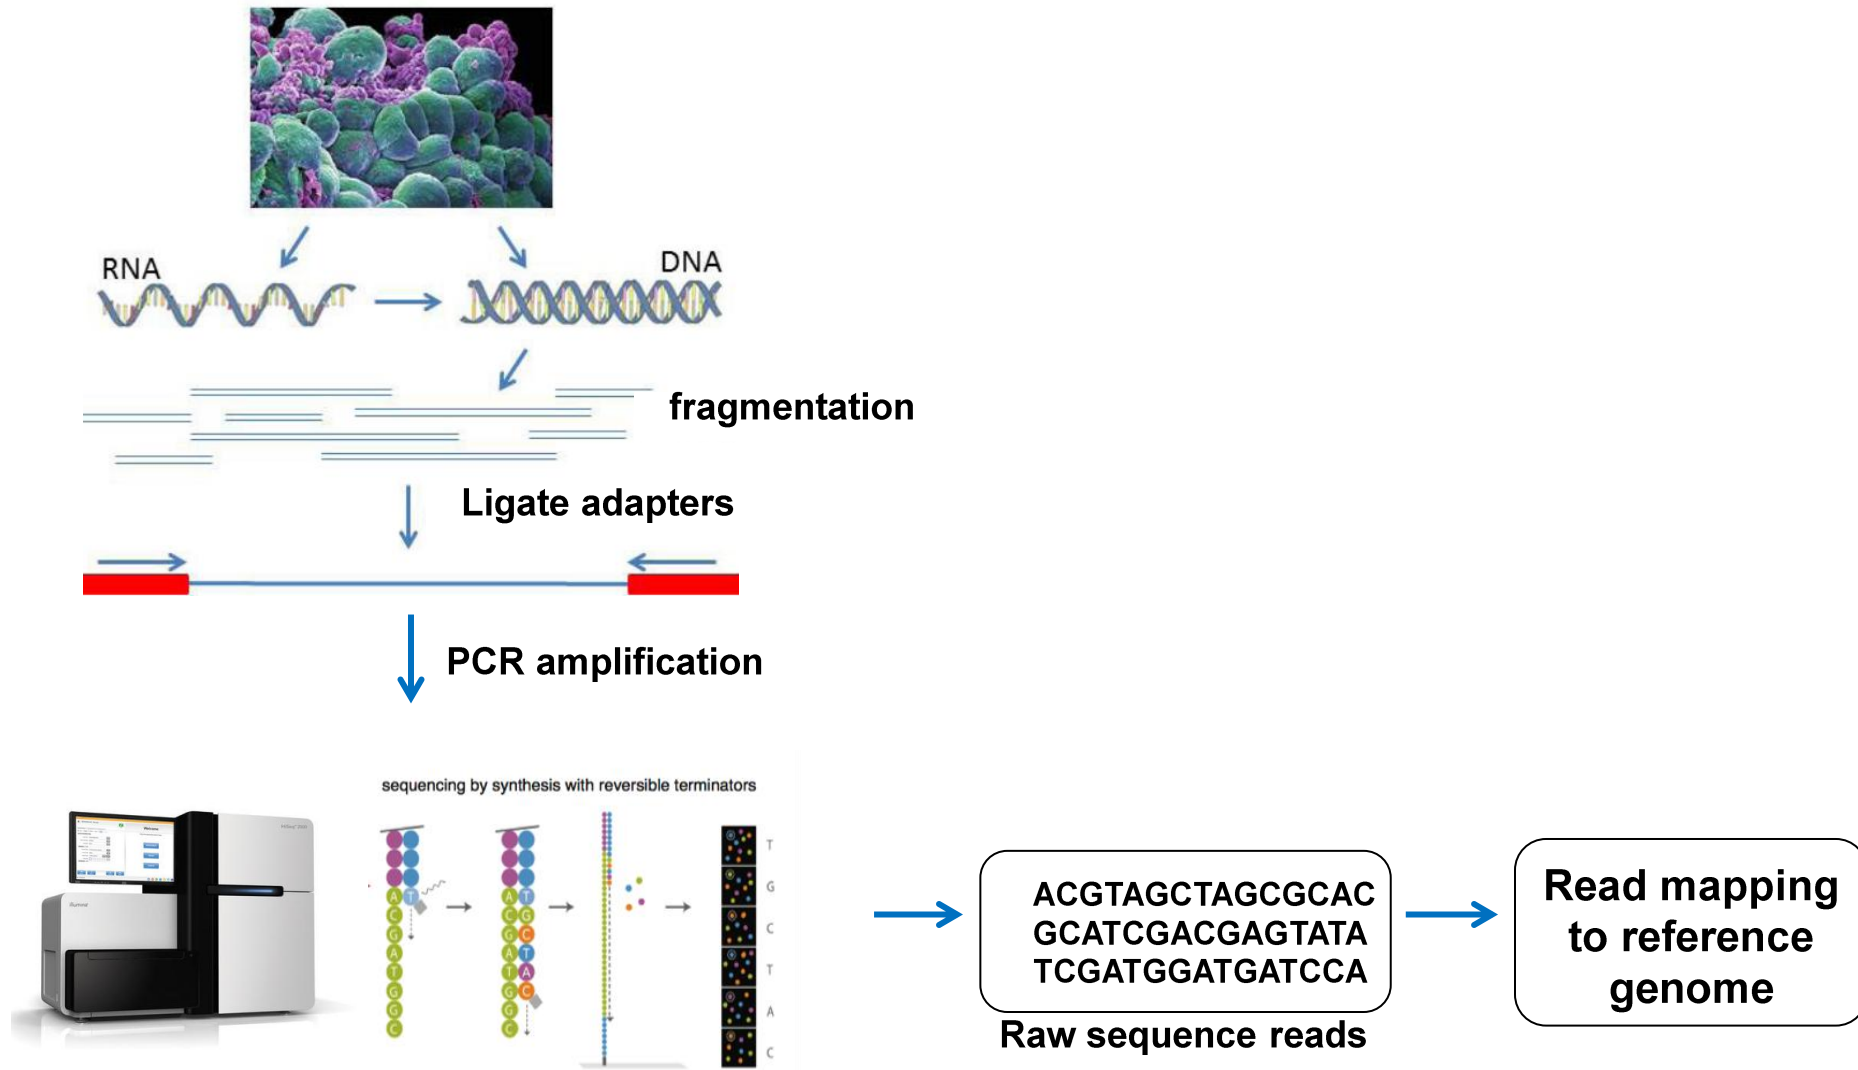 RNA
DNA
fragmentation
Ligate adapters
PCR amplification
sequencing by synthesis with reversible terminators
A T
C
G
A
T
G
G
C
A T
C G
G C
A T
T A
G C
G
C
T
G
C
T
A
C
ACGTAGCTAGCGCAC
GCATCGACGAGTATA
TCGATGGATGATCCA
Raw sequence reads
Read mapping
to reference
genome